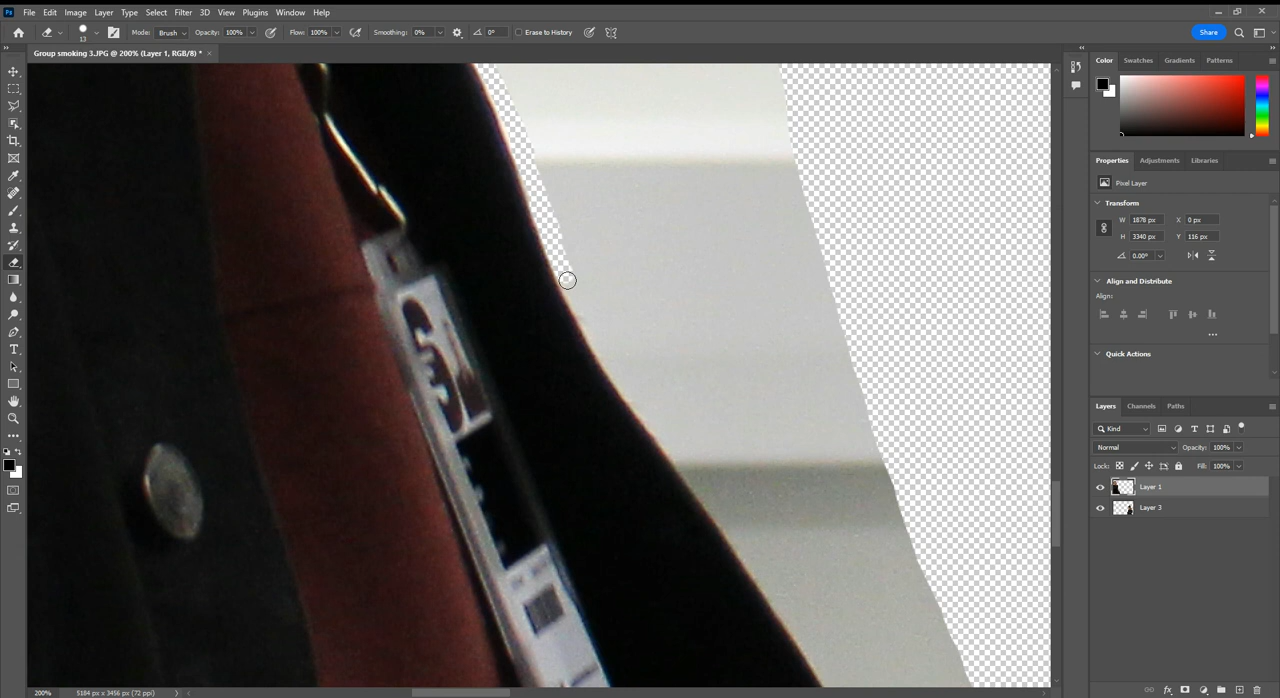 Ps File Edit Image Layer Type Select Filter 3D View Plugins Window Help
13 Mode: Brush Opacity: 100% Flow: 100% Smoothing: 0% 0° Erase to History Share
Group smoking 3.JPG @ 200% (Layer 1, RGB/8) * ×
Color Swatches Gradients Patterns
Properties Adjustments Libraries
Pixel Layer
Transform
W 1878 px X 0 px
H 3340 px Y 116 px
0.00°
Align and Distribute
Align:
Quick Actions
Layers Channels Paths
Kind
Normal Opacity: 100%
Lock: Fill: 100%
Layer 1
Layer 3
200% 5184 px x 3456 px (72 ppi)